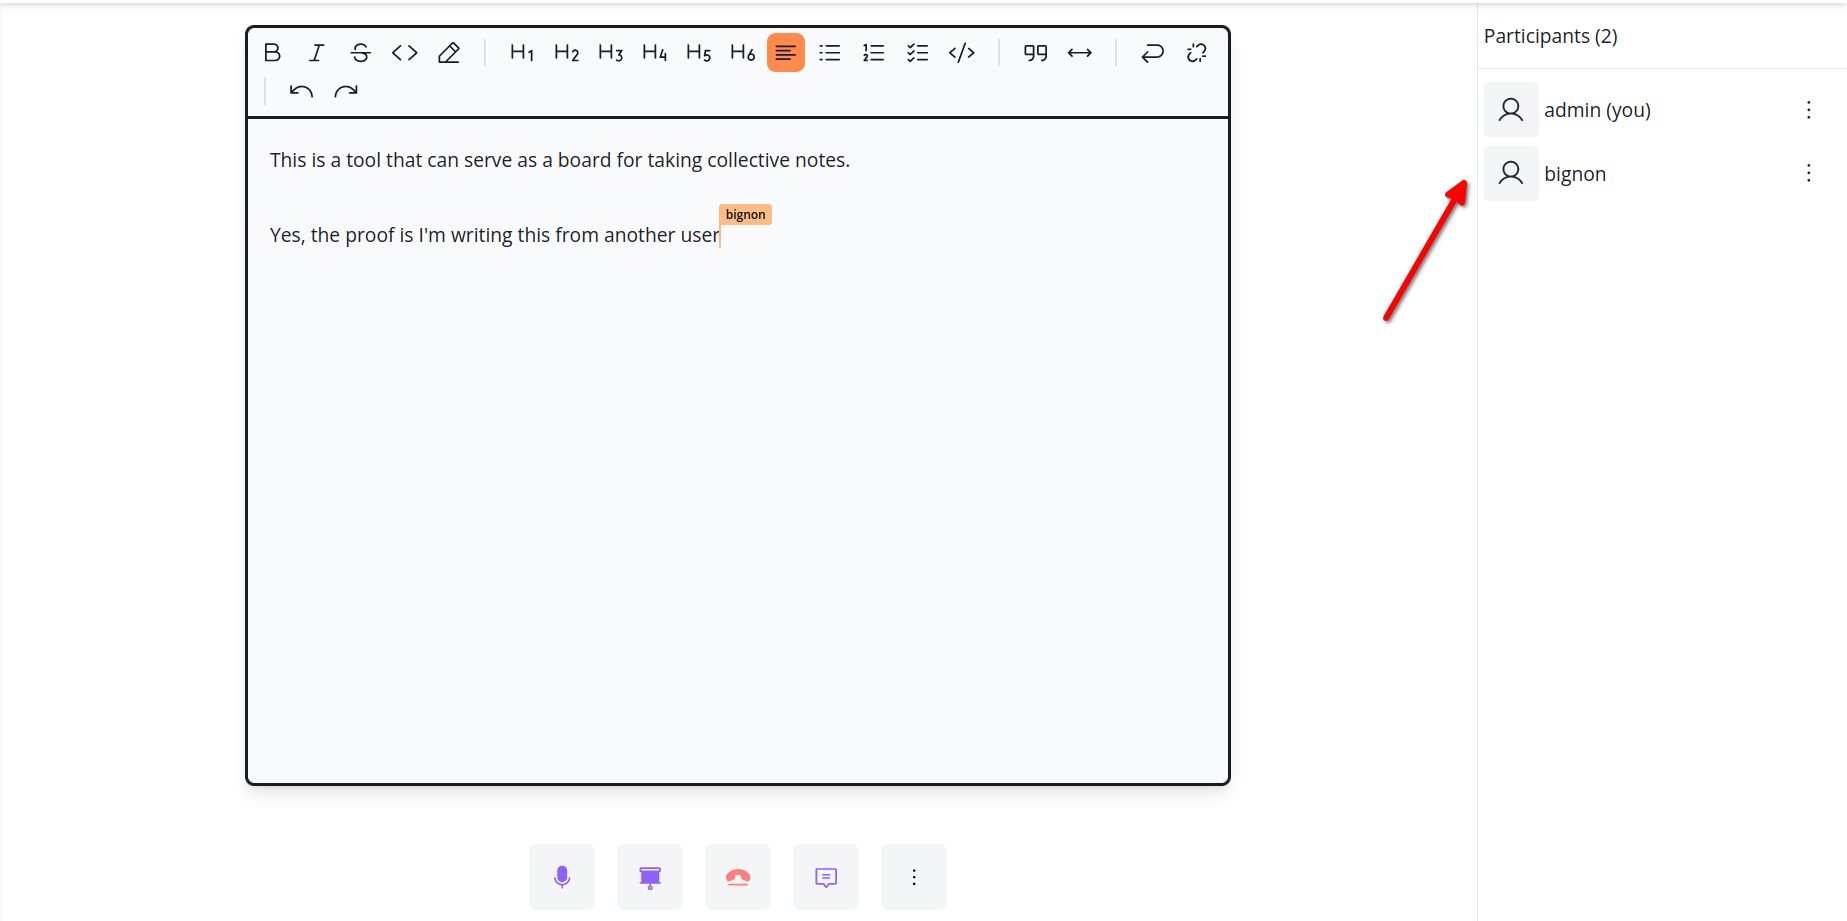 B I S H1 H2 H3 H4 H5 H6
Participants (2)
admin (you)
bignon
This is a tool that can serve as a board for taking collective notes.
bignon
Yes, the proof is I'm writing this from another user